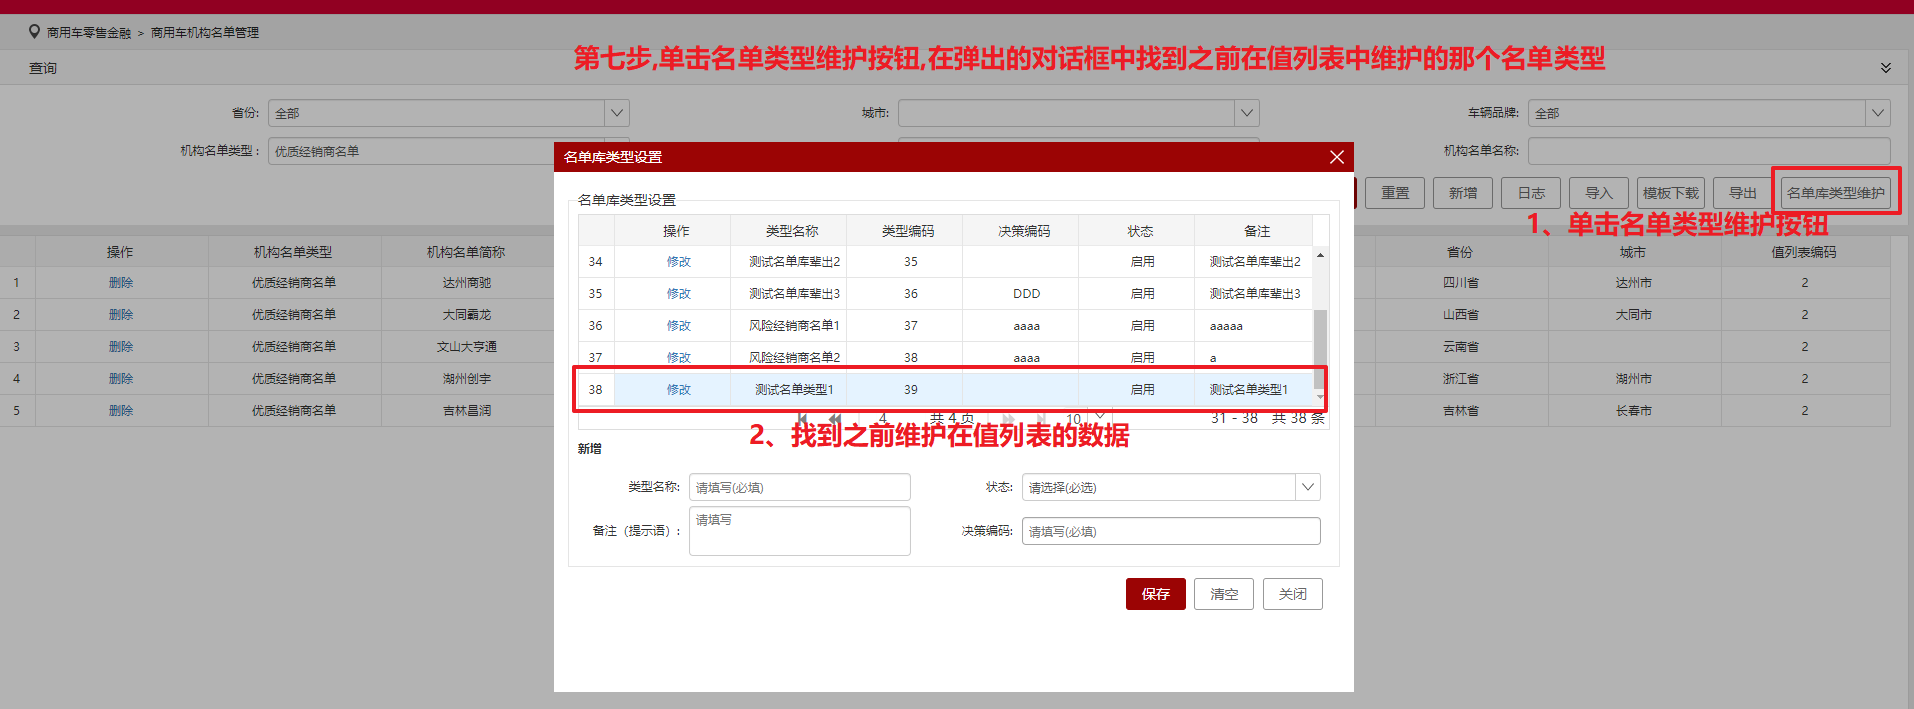 商用车零售金融 > 商用车机构名单管理
第七步,单击名单类型维护按钮,在弹出的对话框中找到之前在值列表中维护的那个名单类型
查询
省份: 全部 城市: 车辆品牌: 全部
机构名单类型 : 优质经销商名单 机构名单名称:
重置 新增 日志 导入 模板下载 导出 名单库类型维护
1、单击名单类型维护按钮
操作 机构名单类型 机构名单简称 省份 城市 值列表编码
1 删除 优质经销商名单 达州商驰 四川省 达州市 2
2 删除 优质经销商名单 大同霸龙 山西省 大同市 2
3 删除 优质经销商名单 文山大亨通 云南省 2
4 删除 优质经销商名单 湖州创宇 浙江省 湖州市 2
5 删除 优质经销商名单 吉林昌润 吉林省 长春市 2
名单库类型设置
名单库类型设置
操作 类型名称 类型编码 决策编码 状态 备注
34 修改 测试名单库辈出2 35 启用 测试名单库辈出2
35 修改 测试名单库辈出3 36 DDD 启用 测试名单库辈出3
36 修改 风险经销商名单1 37 aaaa 启用 aaaaa
37 修改 风险经销商名单2 38 aaaa 启用 a
38 修改 测试名单类型1 39 启用 测试名单类型1
4 共 4 页 10 31 - 38 共 38 条
2、找到之前维护在值列表的数据
新增
类型名称: 请填写(必填) 状态: 请选择(必选)
备注（提示语）: 请填写 决策编码: 请填写(必填)
保存 清空 关闭